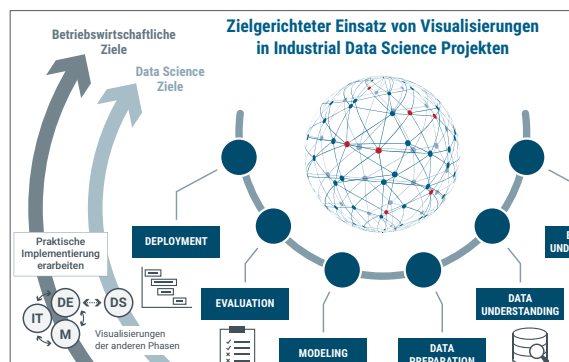 Zielgerichteter Einsatz von Visualisierungen
in Industrial Data Science Projekten
Betriebswirtschaftliche
Ziele
Data Science
Ziele
Praktische
Implementierung
erarbeiten
DE
DS
IT
M
Visualisierungen
der anderen Phasen
DEPLOYMENT
EVALUATION
MODELING
DATA
PREPARATION
DATA
UNDERSTANDING